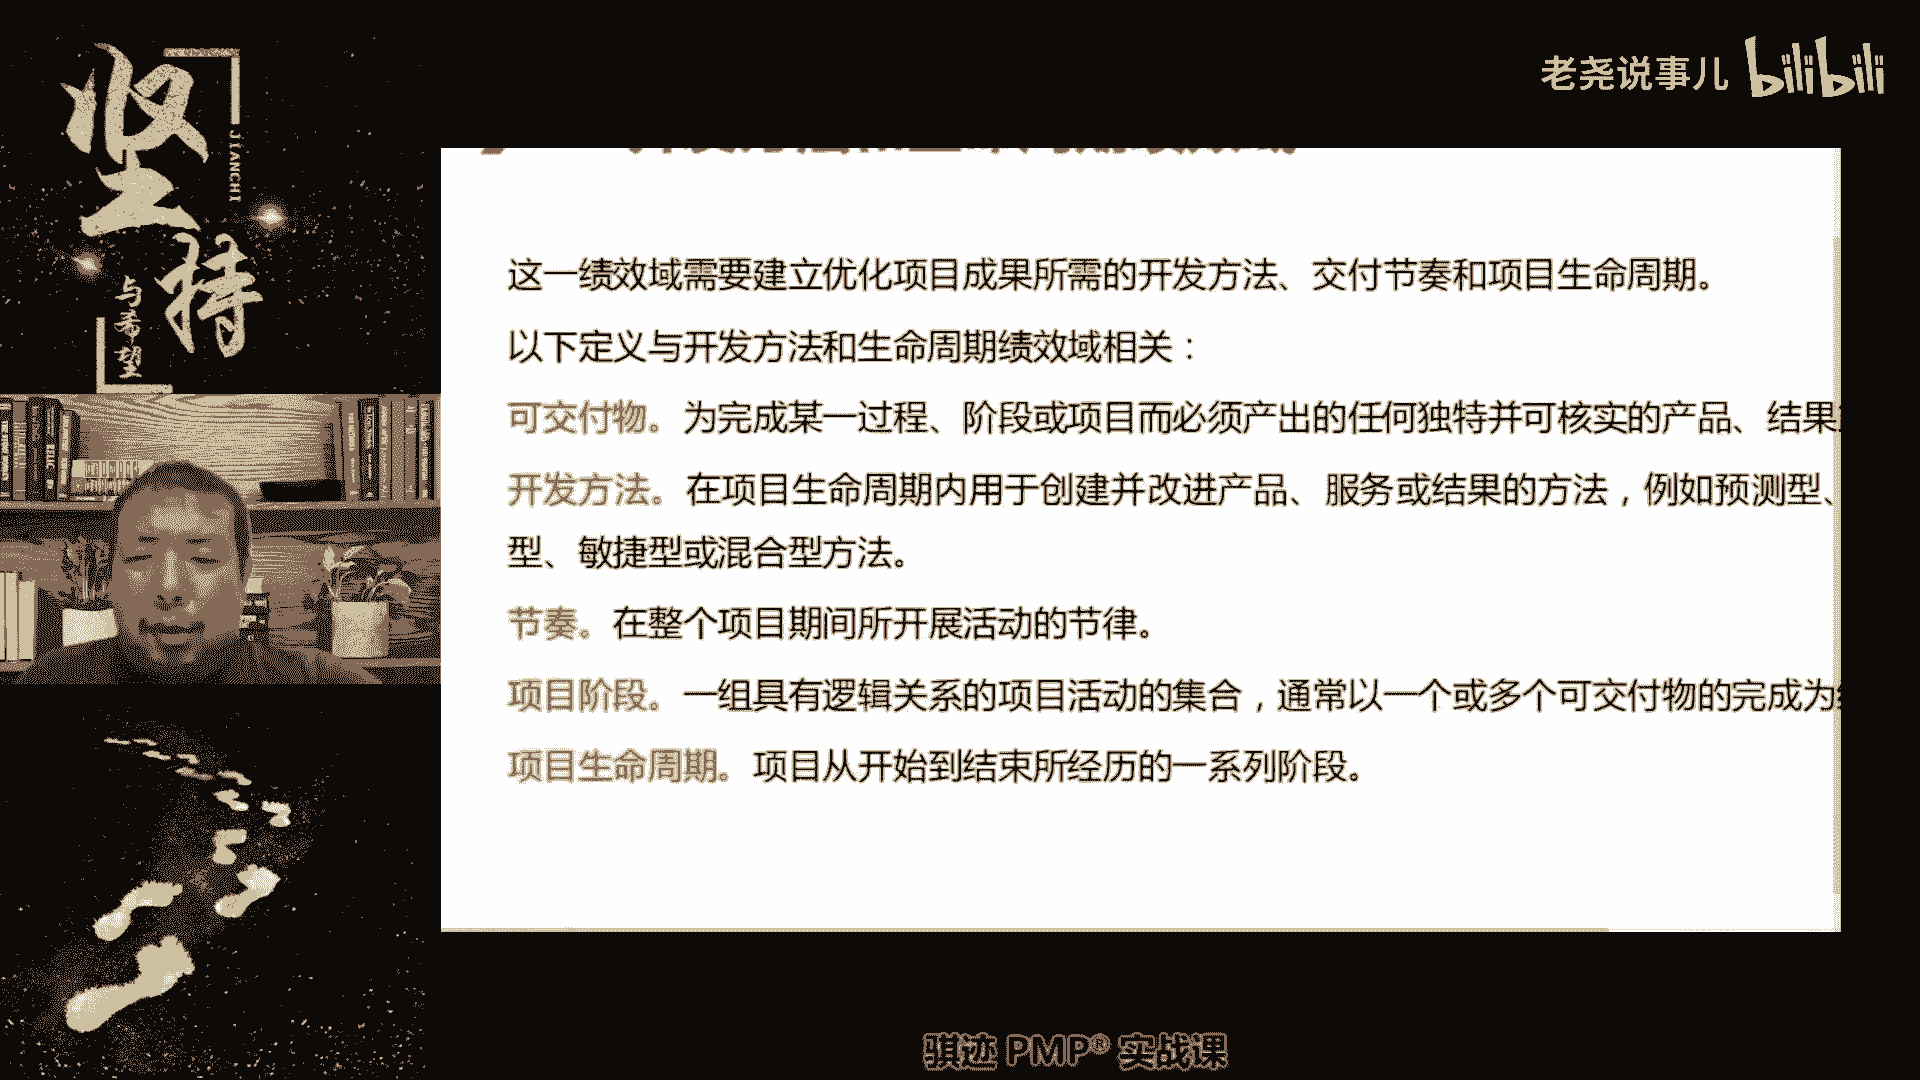 坚持
JIANCHI
与希望
老尧说事儿 bilibili
这一绩效域需要建立优化项目成果所需的开发方法、交付节奏和项目生命周期。
以下定义与开发方法和生命周期绩效域相关：
可交付物。为完成某一过程、阶段或项目而必须产出的任何独特并可核实的产品、结果
开发方法。在项目生命周期内用于创建并改进产品、服务或结果的方法，例如预测型、
型、敏捷型或混合型方法。
节奏。在整个项目期间所开展活动的节律。
项目阶段。一组具有逻辑关系的项目活动的集合，通常以一个或多个可交付物的完成为
项目生命周期。项目从开始到结束所经历的一系列阶段。
骐迹 PMP® 实战课